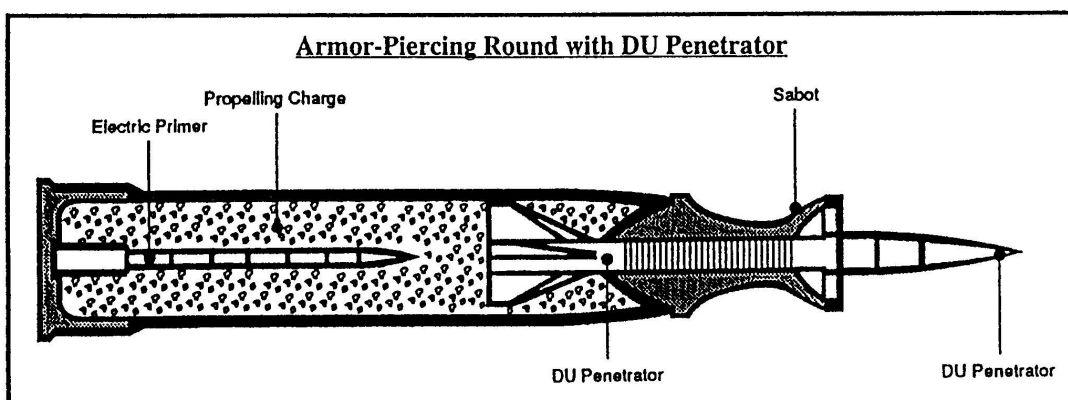 Armor-Piercing Round with DU Penetrator
Propelling Charge
Sabot
Electric Primer
DU Penetrator
DU Penetrator